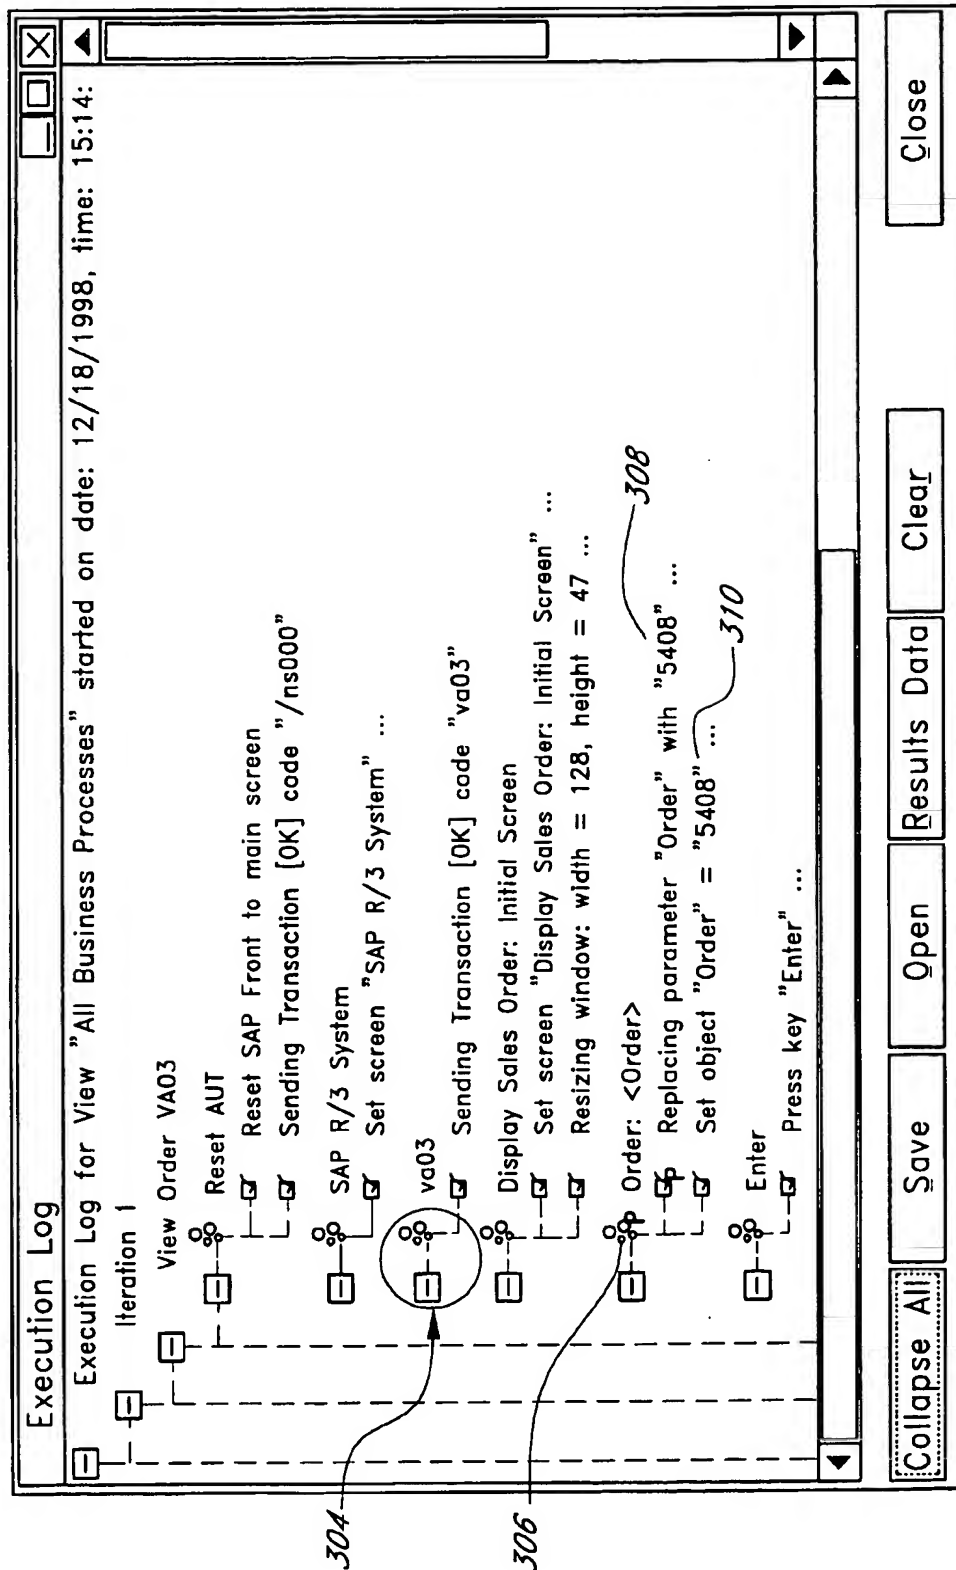 Execution Log
Execution Log for View "All Business Processes" started on date: 12/18/1998, time: 15:14:
Iteration 1
View Order VA03
Reset AUT
Reset SAP Front to main screen
Sending Transaction [OK] code "/ns000"
SAP R/3 System
Set screen "SAP R/3 System" ...
va03
Sending Transaction [OK] code "va03"
Display Sales Order: Initial Screen
Set screen "Display Sales Order: Initial Screen" ...
Resizing window: width = 128, height = 47 ...
Order: <Order>
Replacing parameter "Order" with "5408" ...
Set object "Order" = "5408" ...
Enter
Press key "Enter" ...
304
306
308
310
Collapse All
Save
Open
Results Data
Clear
Close